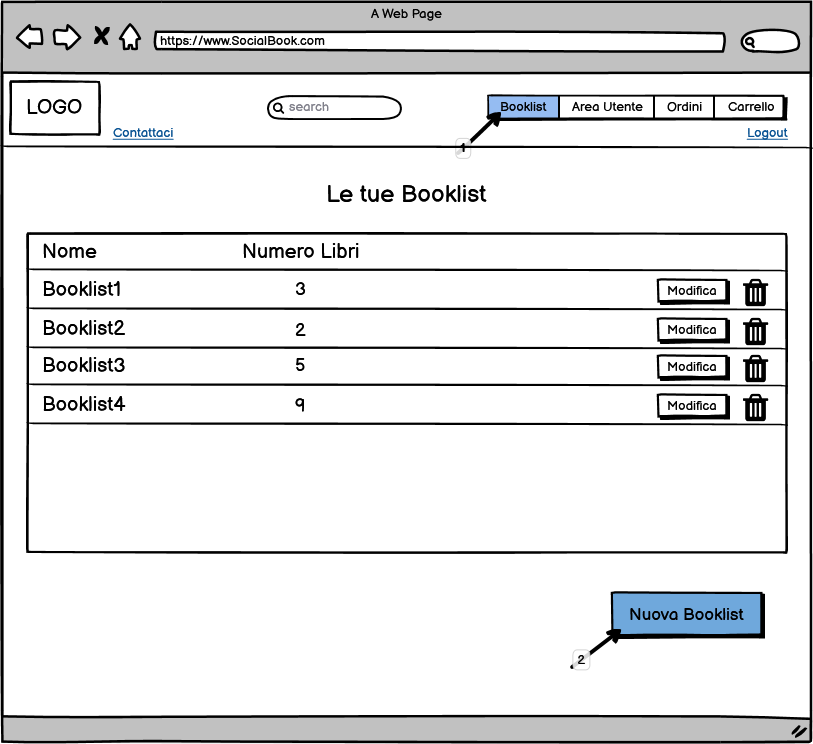 A Web Page
https://www.SocialBook.com
LOGO
search
Booklist Area Utente Ordini Carrello
Contattaci
Logout
1
Le tue Booklist
Nome Numero Libri
Booklist1 3 Modifica
Booklist2 2 Modifica
Booklist3 5 Modifica
Booklist4 9 Modifica
Nuova Booklist
2